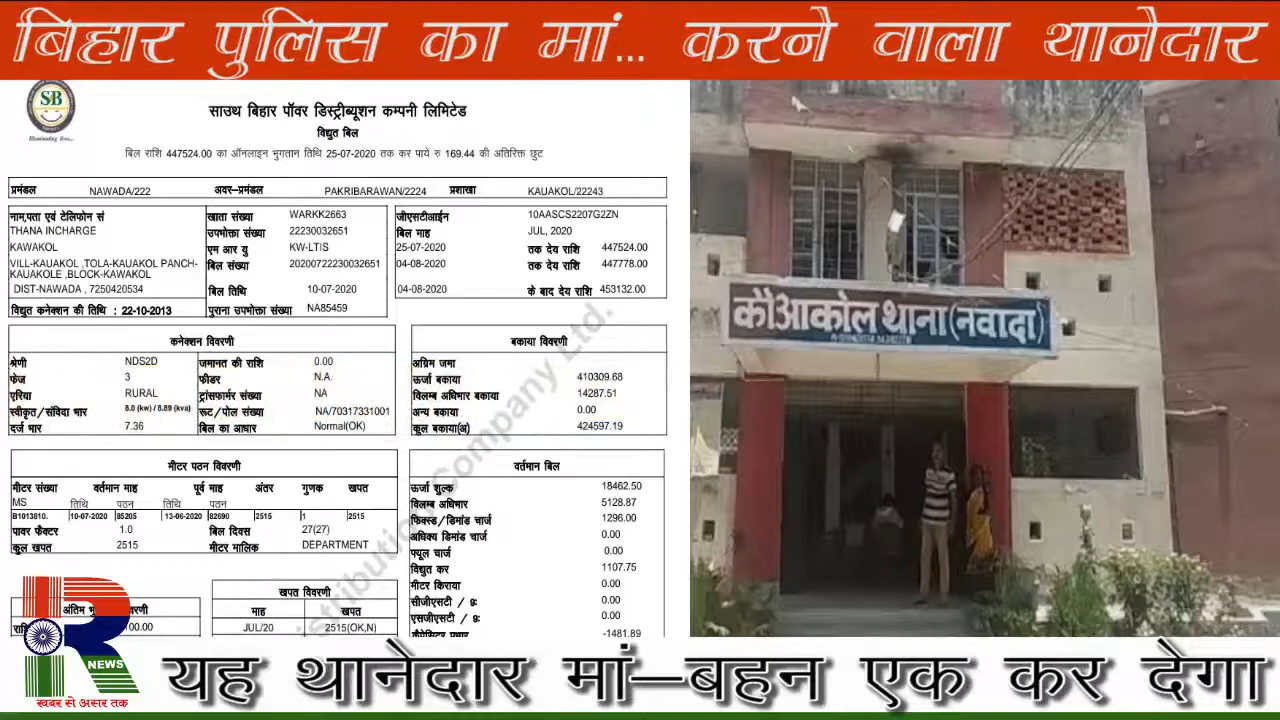 बिहार पुलिस का मां... करने वाला थानेदार
SB
साउथ बिहार पॉवर डिस्ट्रीब्यूशन कम्पनी लिमिटेड
विद्युत बिल
बिल राशि 447524.00 का ऑनलाइन भुगतान तिथि 25-07-2020 तक कर पायें रु 169.44 की अतिरिक्त छुट
प्रमंडल NAWADA/222 अवर-प्रमंडल PAKRIBARAWAN/2224 प्रशाखा KAUAKOL/22243
नाम,पता एवं टेलिफोन सं खाता संख्या WARKK2663 जीएसटीआईन 10AASCS2207G2ZN
THANA INCHARGE उपभोक्ता संख्या 22230032651 बिल माह JUL, 2020
KAWAKOL एम आर यु KW-LTIS 25-07-2020 तक देय राशि 447524.00
VILL-KAUAKOL ,TOLA-KAUAKOL PANCH- बिल संख्या 20200722230032651 04-08-2020 तक देय राशि 447778.00
KAUAKOLE ,BLOCK-KAWAKOL
DIST-NAWADA , 7250420534 बिल तिथि 10-07-2020 04-08-2020 के बाद देय राशि 453132.00
विद्युत कनेक्शन की तिथि : 22-10-2013 पुराना उपभोक्ता संख्या NA85459
कनेक्शन विवरणी बकाया विवरणी
श्रेणी NDS2D जमानत की राशि 0.00 अग्रिम जमा
फेज 3 फीडर N.A. ऊर्जा बकाया 410309.68
एरिया RURAL ट्रांसफार्मर संख्या NA विलम्ब अधिभार बकाया 14287.51
स्वीकृत/संविदा भार 8.0 (kw) / 8.89 (kva) रूट/पोल संख्या NA/70317331001 अन्य बकाया 0.00
दर्ज भार 7.36 बिल का आधार Normal(OK) कुल बकाया(अ) 424597.19
मीटर पठन विवरणी वर्तमान बिल
मीटर संख्या वर्तमान माह पूर्व माह अंतर गुणक खपत ऊर्जा शुल्क 18462.50
MS तिथि पठन तिथि पठन विलम्ब अधिभार 5128.87
B1013810. 10-07-2020 85205 13-06-2020 82690 2515 1 2515 फिक्स्ड/डिमांड चार्ज 1296.00
पावर फैक्टर 1.0 बिल दिवस 27(27) अधिक्य डिमांड चार्ज 0.00
कुल खपत 2515 मीटर मालिक DEPARTMENT फ्यूल चार्ज 0.00
विद्युत कर 1107.75
मीटर किराया 0.00
खपत विवरणी सीजीएसटी / 9: 0.00
माह खपत एसजीएसटी / 9: 0.00
JUL/20 2515(OK,N) -1481.89
stribution Company Ltd.
कौआकोल थाना (नवादा)
R NEWS
खबर से असर तक
यह थानेदार मां–बहन एक कर देगा